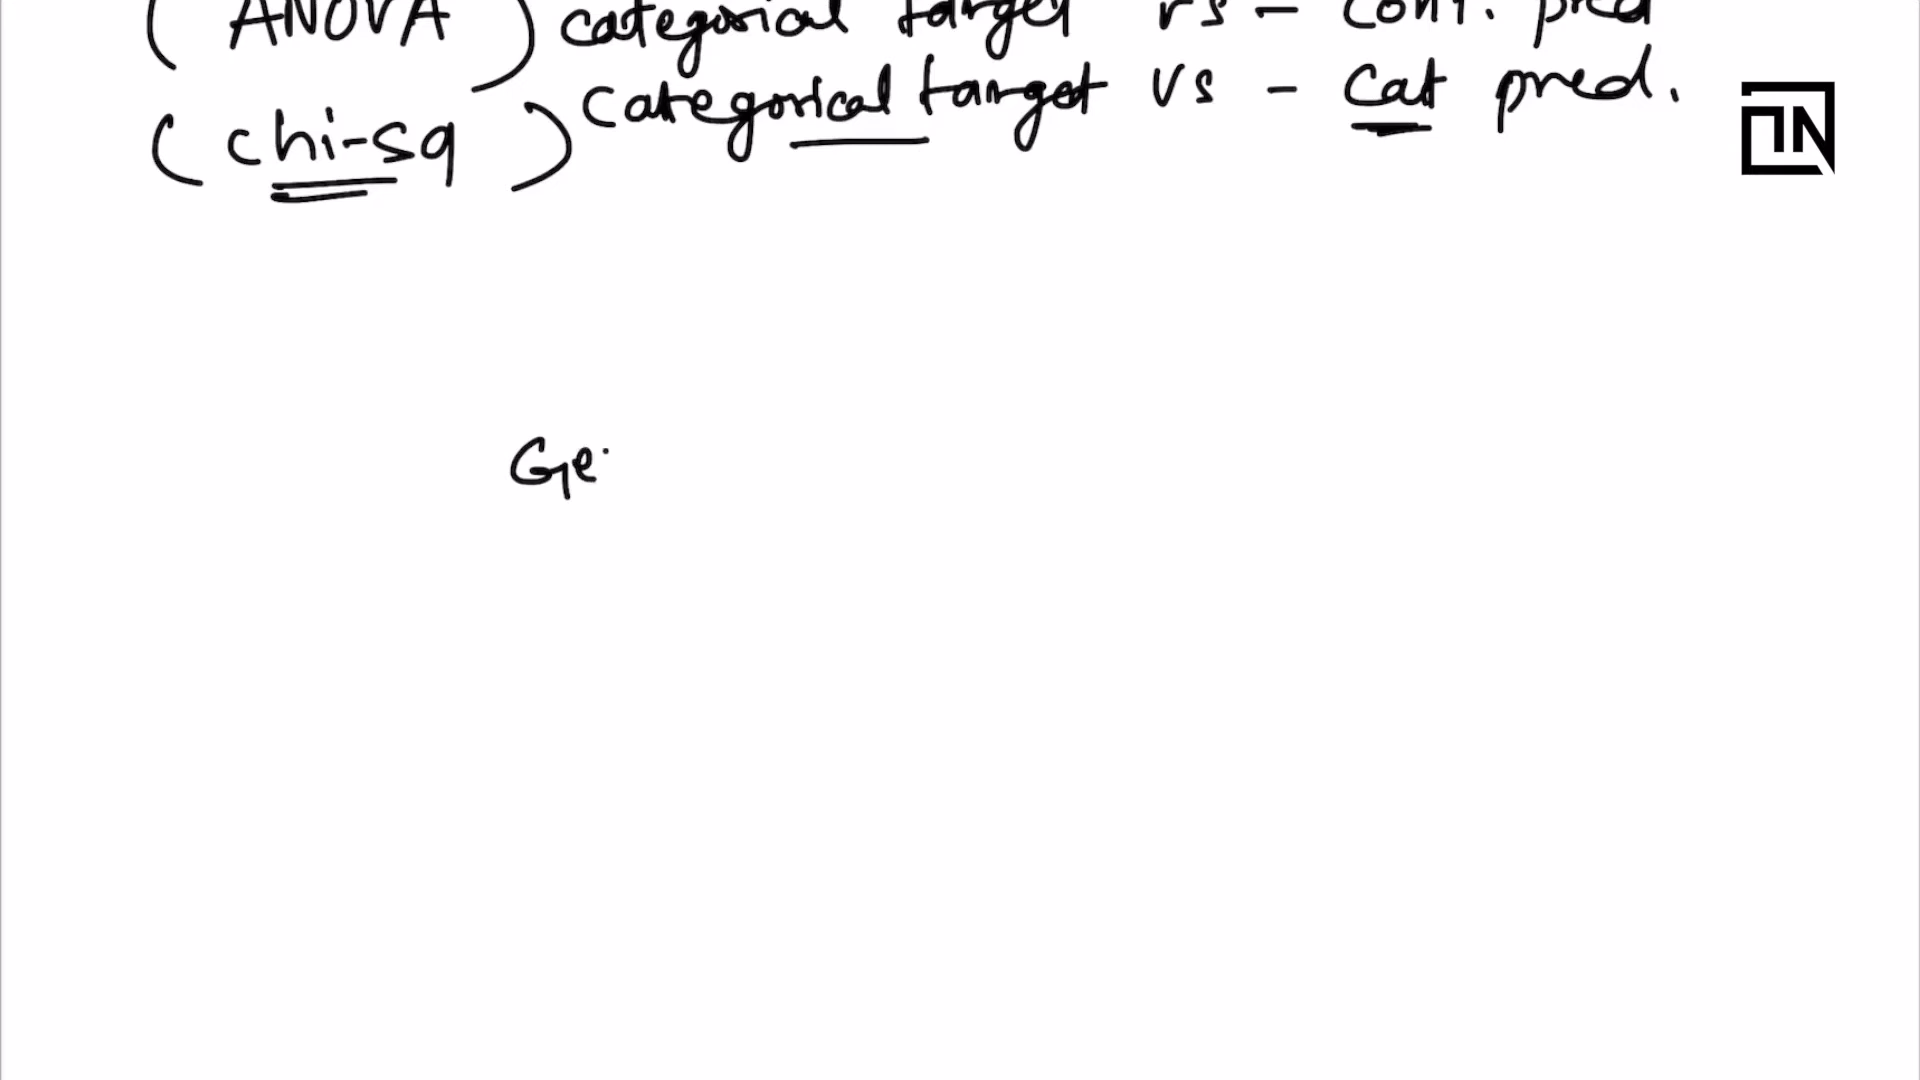 (ANOVA) categorical target vs - cont. pred
(chi-sq) categorical target vs - cat pred.
Ge